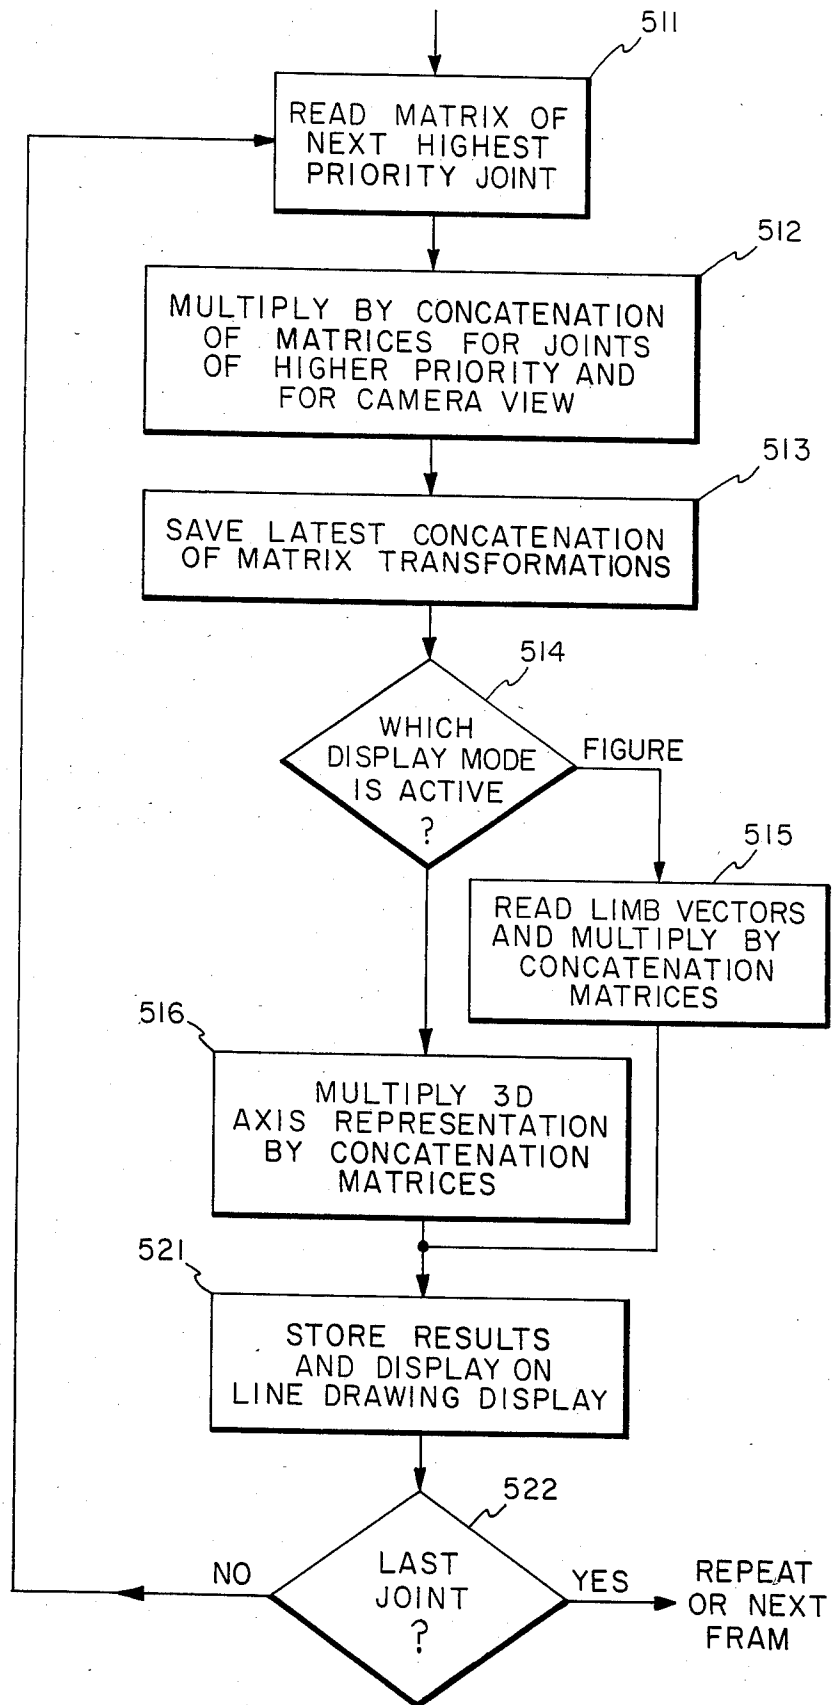 511
READ MATRIX OF
NEXT HIGHEST
PRIORITY JOINT
512
MULTIPLY BY CONCATENATION
OF MATRICES FOR JOINTS
OF HIGHER PRIORITY AND
FOR CAMERA VIEW
513
SAVE LATEST CONCATENATION
OF MATRIX TRANSFORMATIONS
514
WHICH
DISPLAY MODE
IS ACTIVE
?
FIGURE
515
READ LIMB VECTORS
AND MULTIPLY BY
CONCATENATION
MATRICES
516
MULTIPLY 3D
AXIS REPRESENTATION
BY CONCATENATION
MATRICES
521
STORE RESULTS
AND DISPLAY ON
LINE DRAWING DISPLAY
522
LAST
JOINT
?
NO
YES
REPEAT
OR NEXT
FRAM